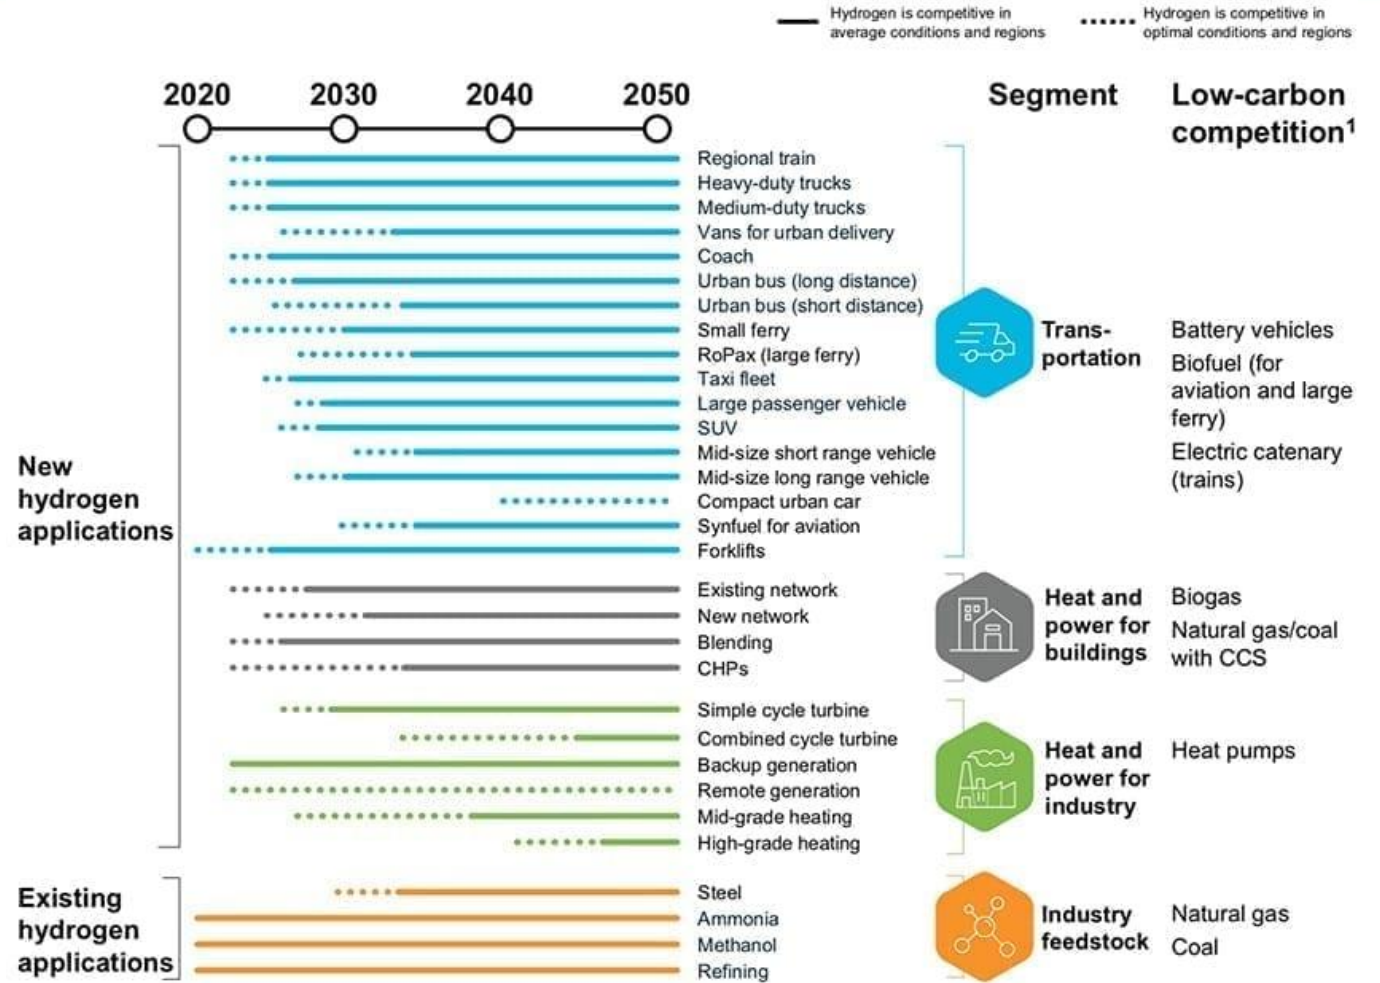 Hydrogen is competitive in
average conditions and regions
Hydrogen is competitive in
optimal conditions and regions
2020 2030 2040 2050
Segment
Low-carbon
competition1
New
hydrogen
applications
Regional train
Heavy-duty trucks
Medium-duty trucks
Vans for urban delivery
Coach
Urban bus (long distance)
Urban bus (short distance)
Small ferry
RoPax (large ferry)
Taxi fleet
Large passenger vehicle
SUV
Mid-size short range vehicle
Mid-size long range vehicle
Compact urban car
Synfuel for aviation
Forklifts
Trans-
portation
Battery vehicles
Biofuel (for
aviation and large
ferry)
Electric catenary
(trains)
Existing network
New network
Blending
CHPs
Heat and
power for
buildings
Biogas
Natural gas/coal
with CCS
Simple cycle turbine
Combined cycle turbine
Backup generation
Remote generation
Mid-grade heating
High-grade heating
Heat and
power for
industry
Heat pumps
Existing
hydrogen
applications
Steel
Ammonia
Methanol
Refining
Industry
feedstock
Natural gas
Coal